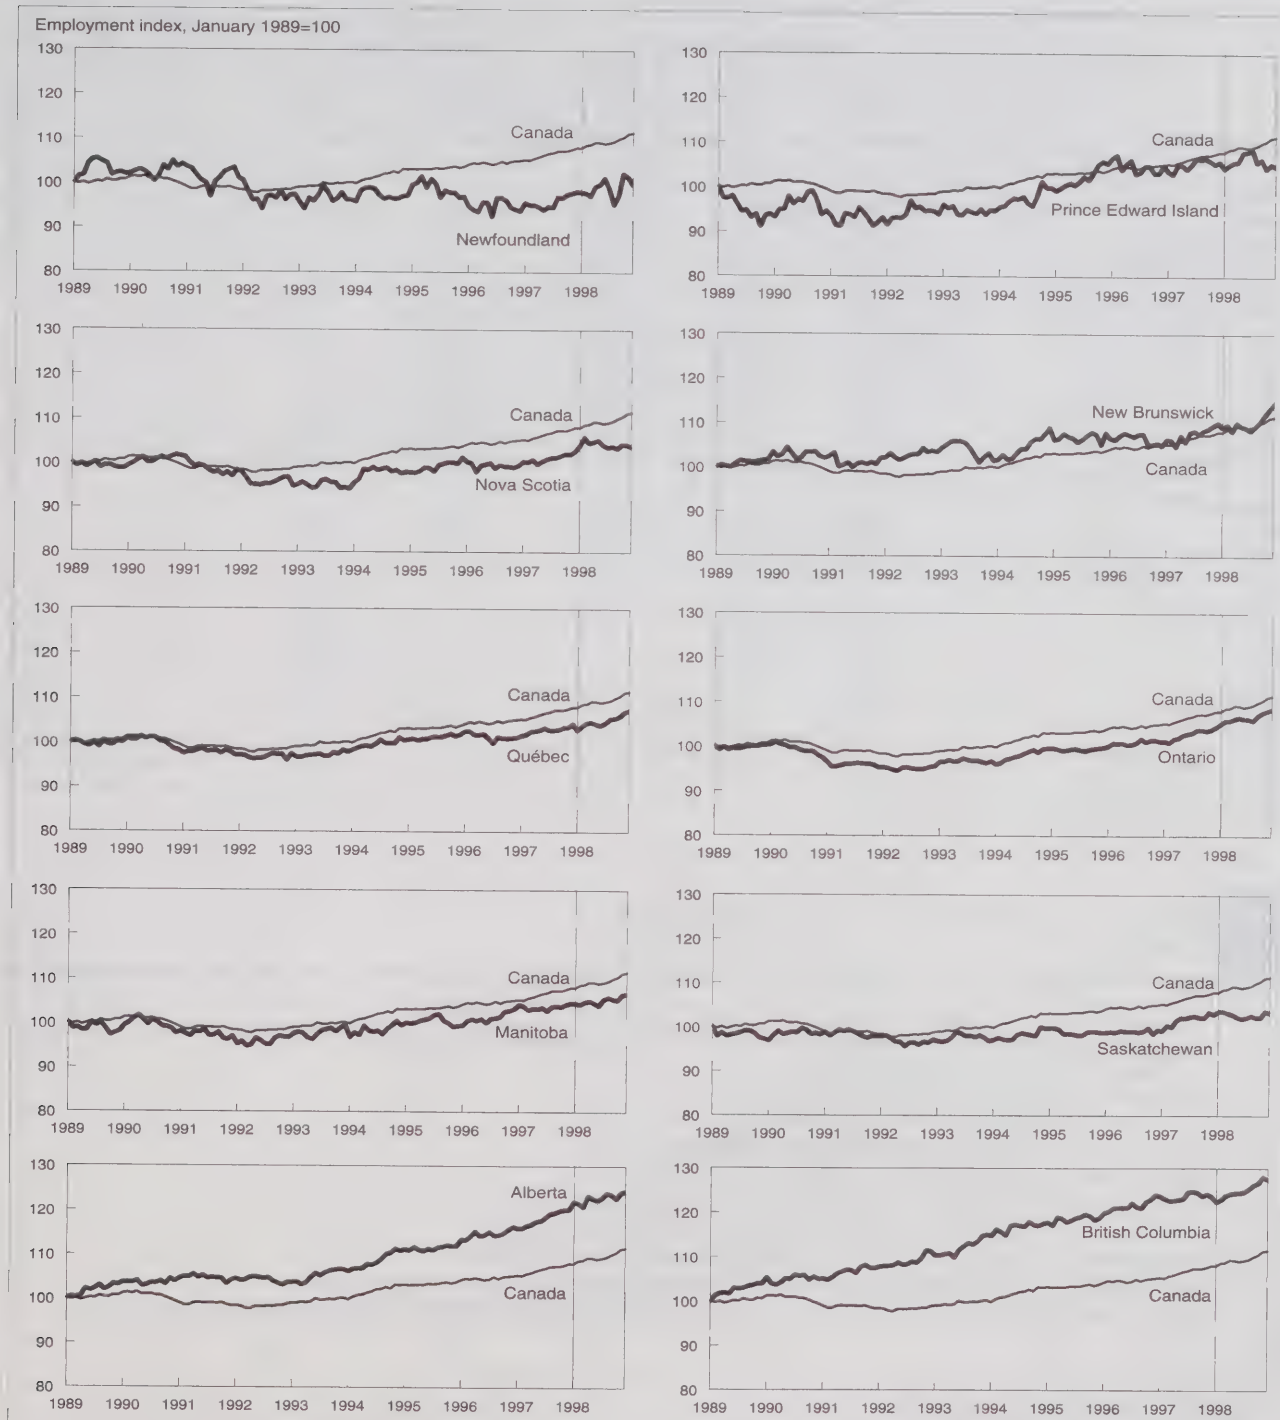 Employment index, January 1989=100
130
120
110
100
90
80
Canada
Newfoundland
1989 1990 1991 1992 1993 1994 1995 1996 1997 1998
130
120
110
100
90
80
Canada
Prince Edward Island
1989 1990 1991 1992 1993 1994 1995 1996 1997 1998
130
120
110
100
90
80
Canada
Nova Scotia
1989 1990 1991 1992 1993 1994 1995 1996 1997 1998
130
120
110
100
90
80
New Brunswick
Canada
1989 1990 1991 1992 1993 1994 1995 1996 1997 1998
130
120
110
100
90
80
Canada
Québec
1989 1990 1991 1992 1993 1994 1995 1996 1997 1998
130
120
110
100
90
80
Canada
Ontario
1989 1990 1991 1992 1993 1994 1995 1996 1997 1998
130
120
110
100
90
80
Canada
Manitoba
1989 1990 1991 1992 1993 1994 1995 1996 1997 1998
130
120
110
100
90
80
Canada
Saskatchewan
1989 1990 1991 1992 1993 1994 1995 1996 1997 1998
130
120
110
100
90
80
Alberta
Canada
1989 1990 1991 1992 1993 1994 1995 1996 1997 1998
130
120
110
100
90
80
British Columbia
Canada
1989 1990 1991 1992 1993 1994 1995 1996 1997 1998